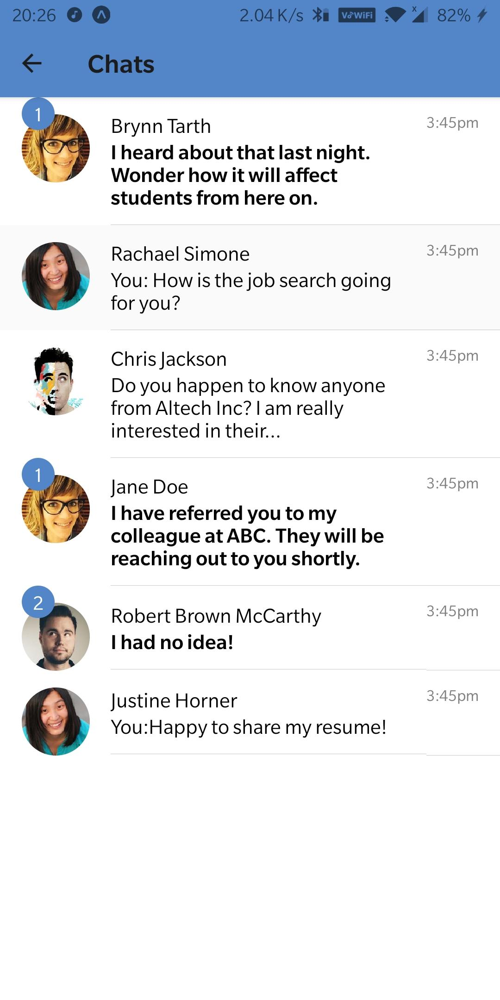 20:26 2.04 K/s VoWiFi x 82%
Chats
1
Brynn Tarth 3:45pm
I heard about that last night.
Wonder how it will affect
students from here on.
Rachael Simone 3:45pm
You: How is the job search going
for you?
Chris Jackson 3:45pm
Do you happen to know anyone
from Altech Inc? I am really
interested in their...
1
Jane Doe 3:45pm
I have referred you to my
colleague at ABC. They will be
reaching out to you shortly.
2
Robert Brown McCarthy 3:45pm
I had no idea!
Justine Horner 3:45pm
You:Happy to share my resume!